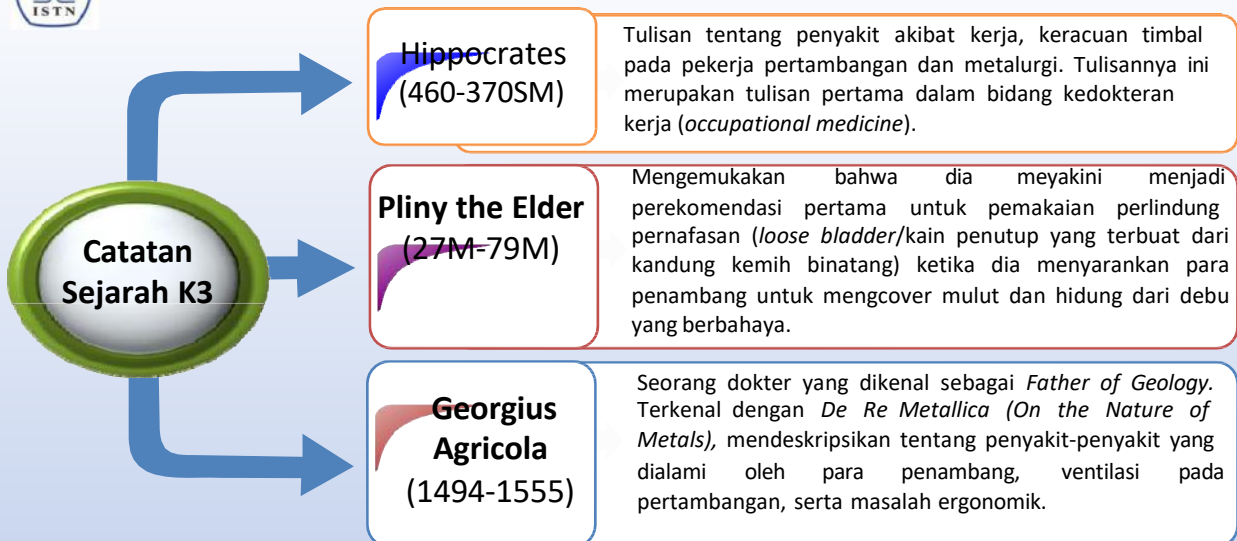 ISTN
Hippocrates
(460-370SM)
Tulisan tentang penyakit akibat kerja, keracuan timbal
pada pekerja pertambangan dan metalurgi. Tulisannya ini
merupakan tulisan pertama dalam bidang kedokteran
kerja (occupational medicine).
Catatan
Sejarah K3
Pliny the Elder
(27M-79M)
Mengemukakan bahwa dia meyakini menjadi
perekomendasi pertama untuk pemakaian perlindung
pernafasan (loose bladder/kain penutup yang terbuat dari
kandung kemih binatang) ketika dia menyarankan para
penambang untuk mengcover mulut dan hidung dari debu
yang berbahaya.
Georgius
Agricola
(1494-1555)
Seorang dokter yang dikenal sebagai Father of Geology.
Terkenal dengan De Re Metallica (On the Nature of
Metals), mendeskripsikan tentang penyakit-penyakit yang
dialami oleh para penambang, ventilasi pada
pertambangan, serta masalah ergonomik.